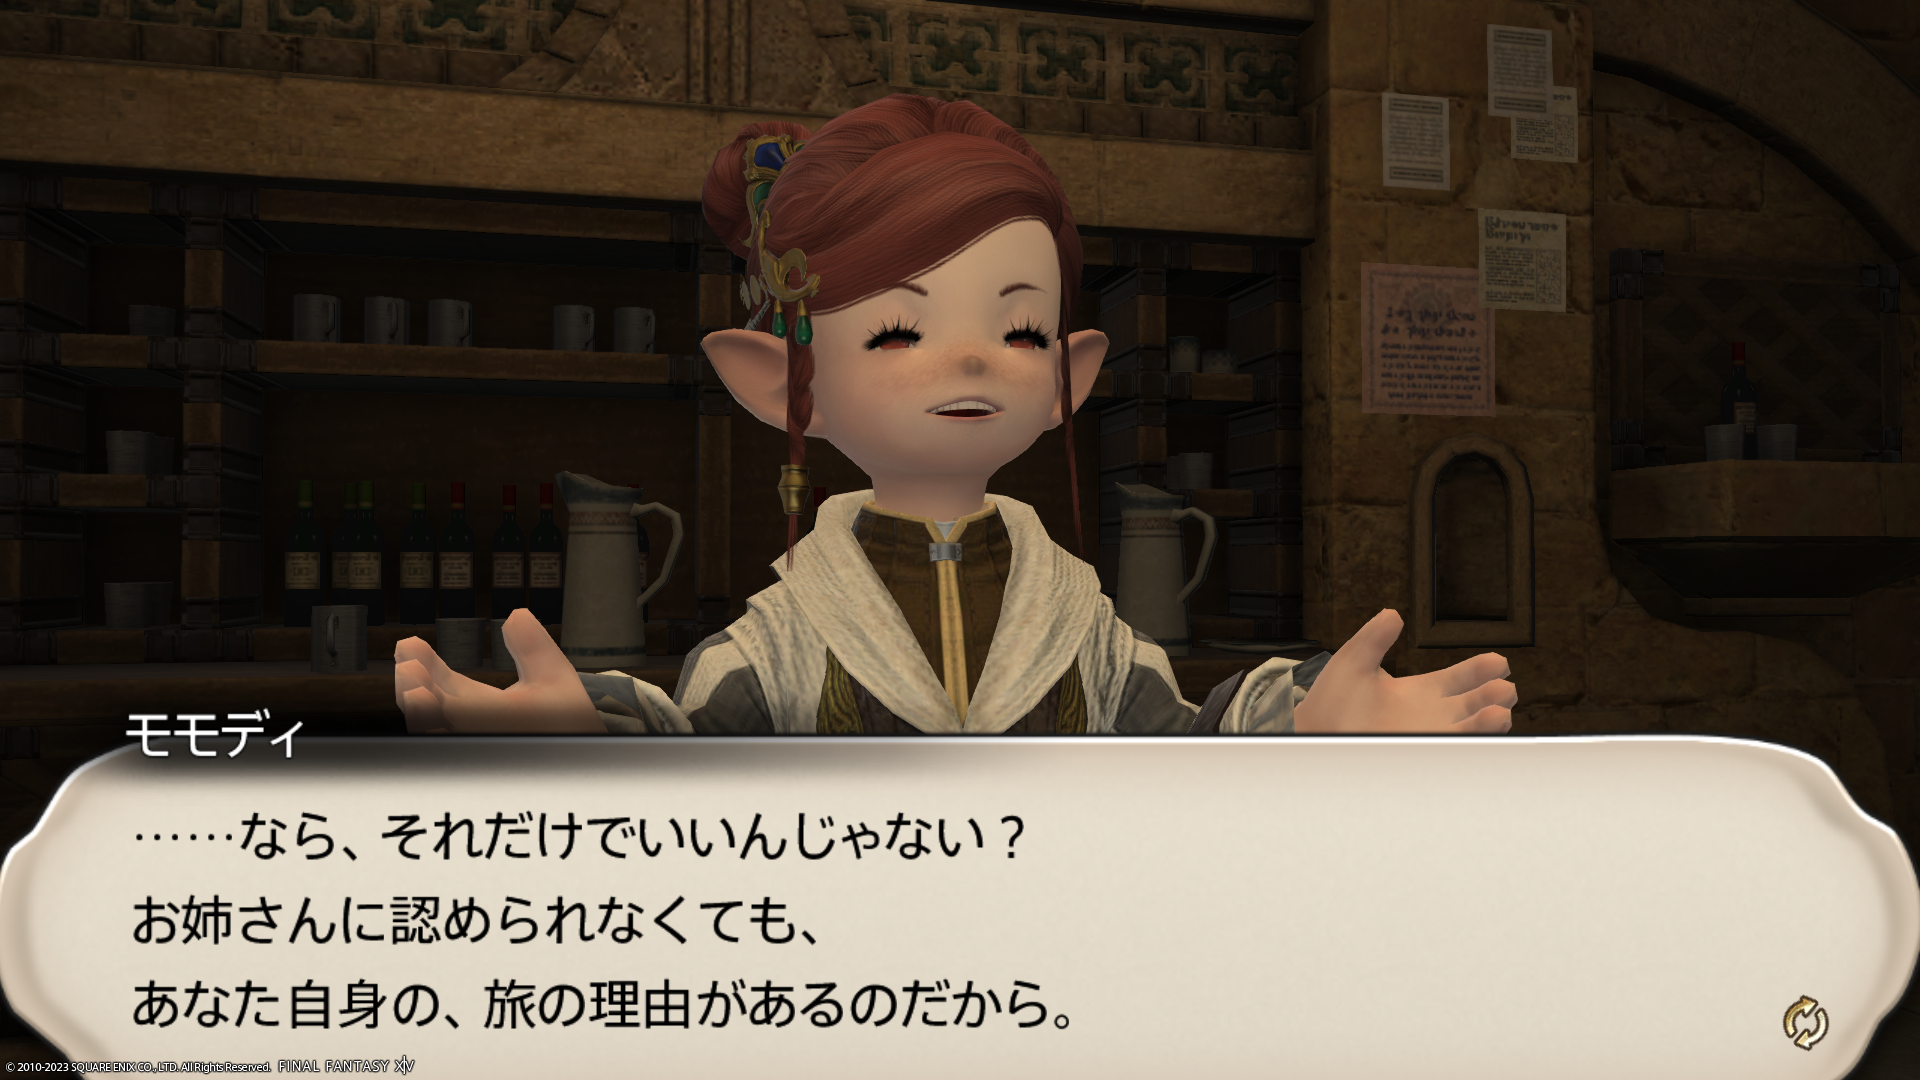 モモディ
……なら、それだけでいいんじゃない？
お姉さんに認められなくても、
あなた自身の、旅の理由があるのだから。
© 2010-2023 SQUARE ENIX CO., LTD. All Rights Reserved. FINAL FANTASY XIV